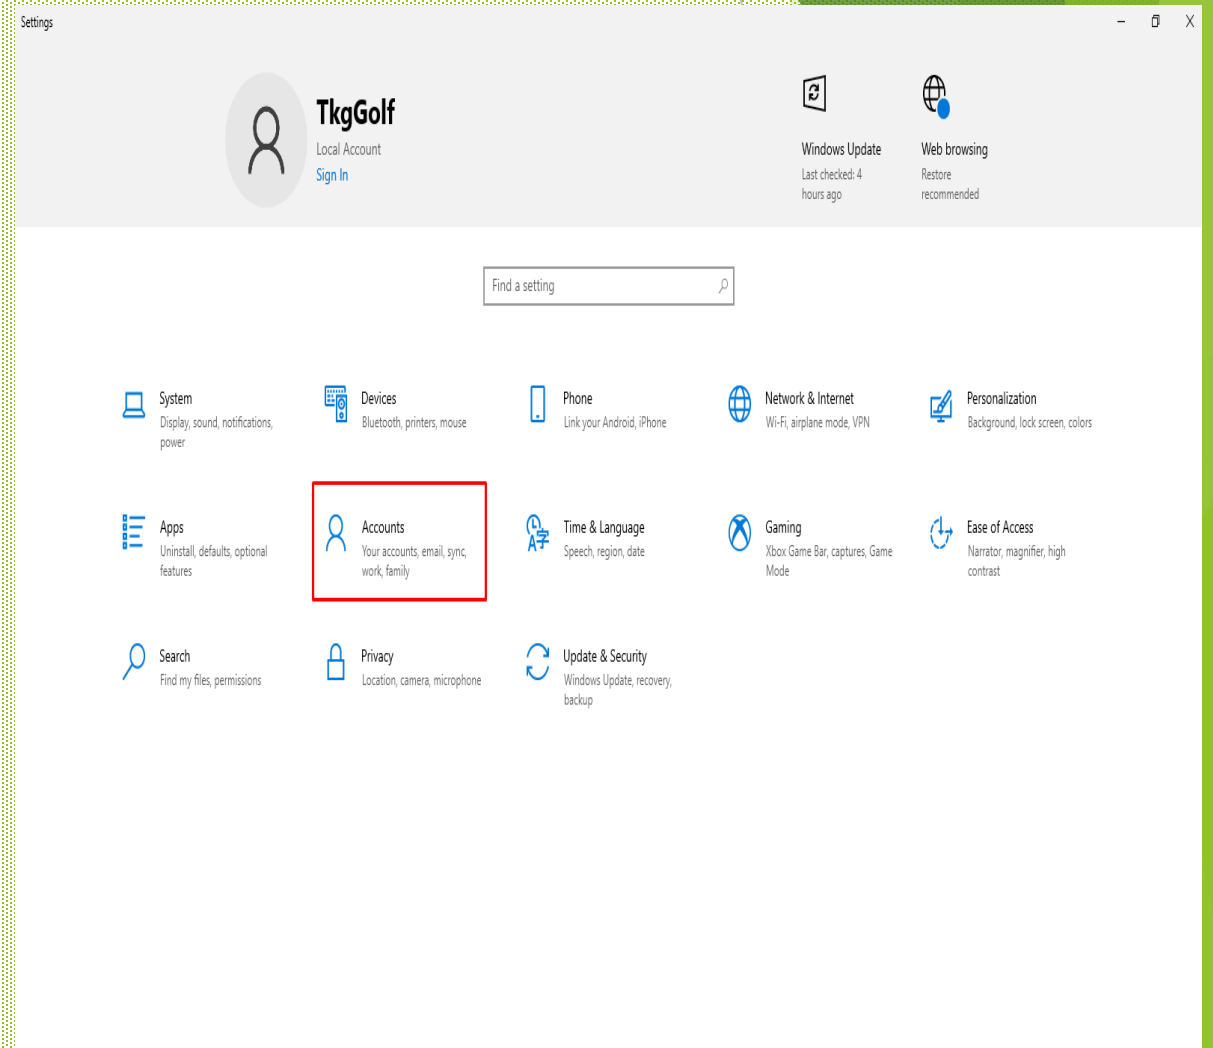 Settings
TkgGolf
Local Account
Sign In
Windows Update
Last checked: 4
hours ago
Web browsing
Restore
recommended
Find a setting
System
Display, sound, notifications,
power
Devices
Bluetooth, printers, mouse
Phone
Link your Android, iPhone
Network & Internet
Wi-Fi, airplane mode, VPN
Personalization
Background, lock screen, colors
Apps
Uninstall, defaults, optional
features
Accounts
Your accounts, email, sync,
work, family
Time & Language
Speech, region, date
Gaming
Xbox Game Bar, captures, Game
Mode
Ease of Access
Narrator, magnifier, high
contrast
Search
Find my files, permissions
Privacy
Location, camera, microphone
Update & Security
Windows Update, recovery,
backup